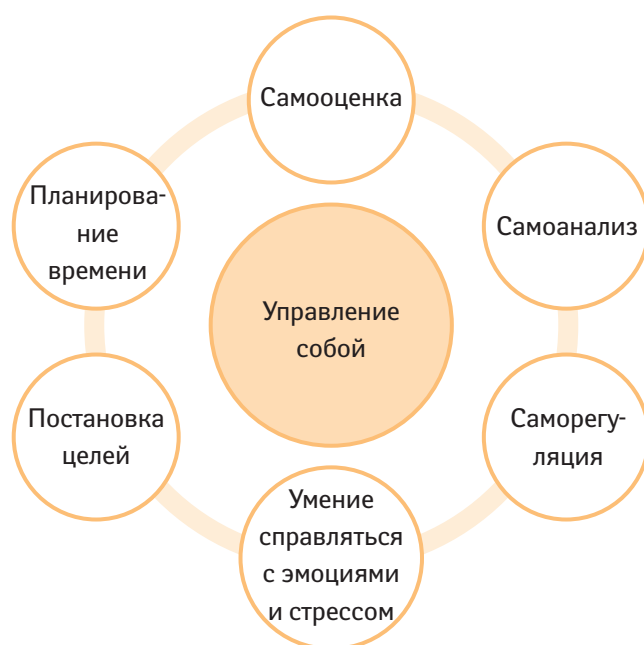 Самооценка
Самоанализ
Саморегу-
ляция
Умение
справляться
с эмоциями
и стрессом
Постановка
целей
Планирова-
ние
времени
Управление
собой